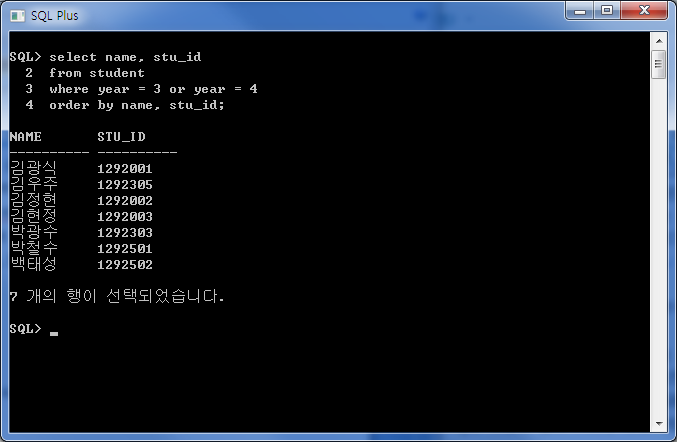 SQL Plus
SQL> select name, stu_id
2 from student
3 where year = 3 or year = 4
4 order by name, stu_id;
NAME STU_ID
---------- ----------
김광식 1292001
김우주 1292305
김정현 1292002
김현정 1292003
박광수 1292303
박철수 1292501
백태성 1292502
7 개의 행이 선택되었습니다.
SQL>